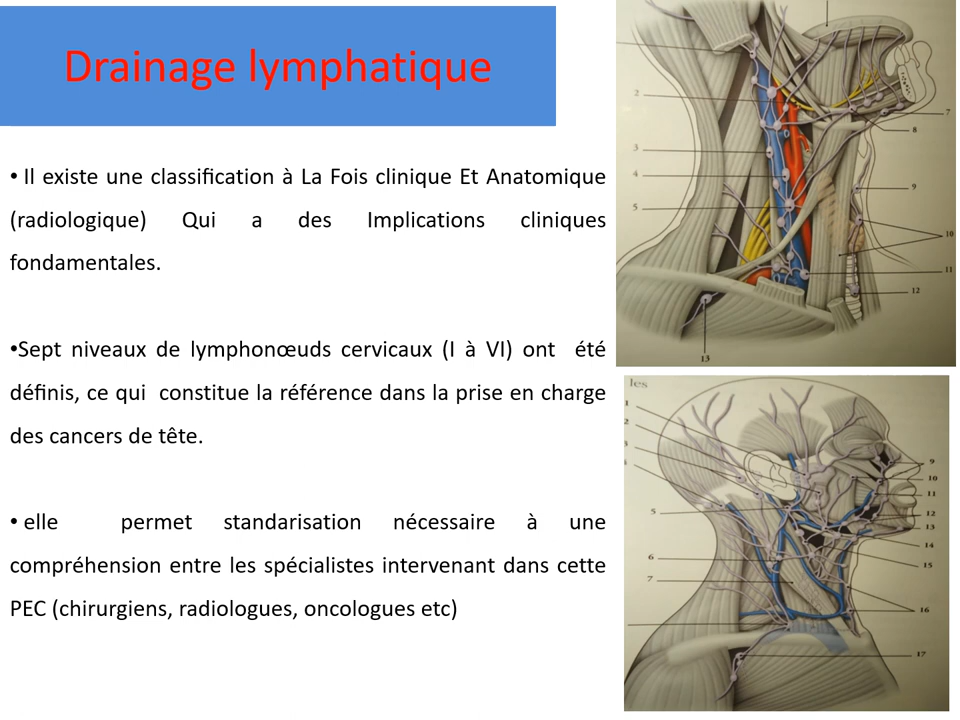 Drainage lymphatique
• Il existe une classification à La Fois clinique Et Anatomique
(radiologique) Qui a des Implications cliniques
fondamentales.
•Sept niveaux de lymphonœuds cervicaux (I à VI) ont été
définis, ce qui constitue la référence dans la prise en charge
des cancers de tête.
• elle permet standarisation nécessaire à une
compréhension entre les spécialistes intervenant dans cette
PEC (chirurgiens, radiologues, oncologues etc)
2
3
4
5
7
8
9
10
11
12
13
les
1
2
3
5
6
7
9
10
11
12
13
14
15
16
17